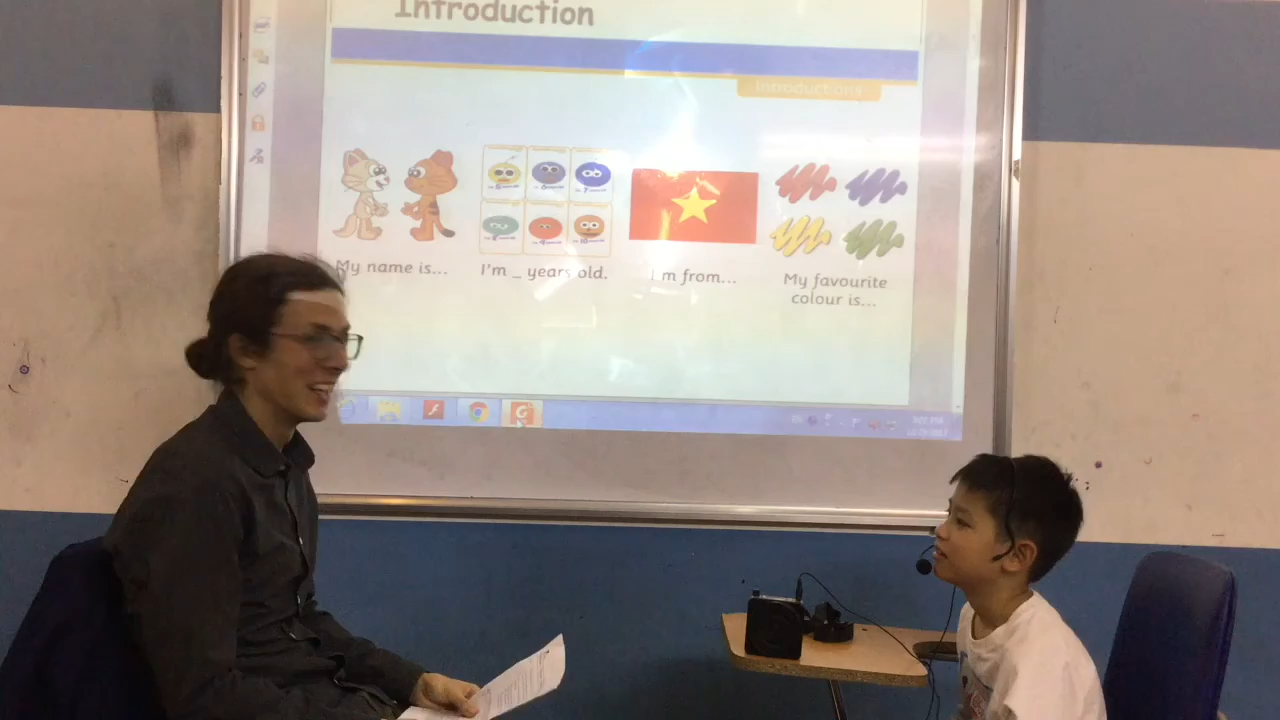 Introduction
Introductions
My name is...
I'm _ years old.
I'm from...
My favourite
colour is...